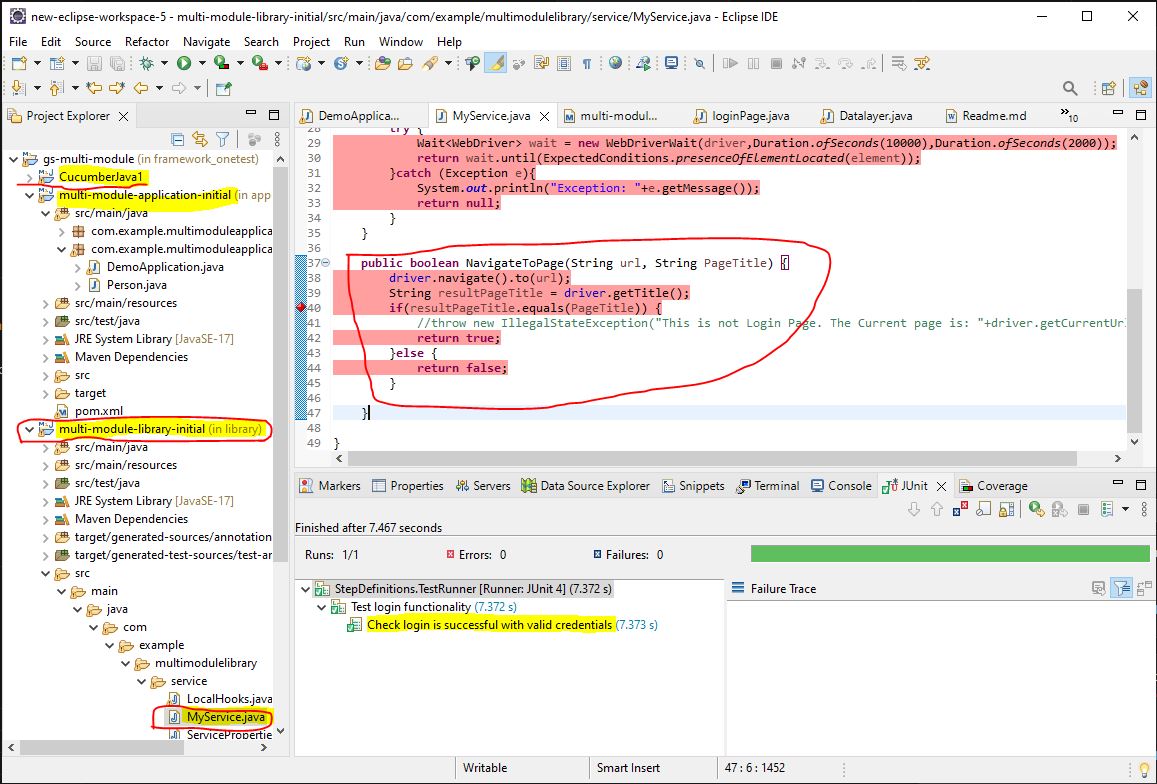 new-eclipse-workspace-5 - multi-module-library-initial/src/main/java/com/example/multimodulelibrary/service/MyService.java - Eclipse IDE
File Edit Source Refactor Navigate Search Project Run Window Help
Project Explorer
DemoApplica...
MyService.java
multi-modul...
loginPage.java
Datalayer.java
Readme.md
10
gs-multi-module (in framework_onetest)
CucumberJava1
multi-module-application-initial (in app
src/main/java
com.example.multimoduleapplica
com.example.multimoduleapplica
DemoApplication.java
Person.java
src/main/resources
src/test/java
JRE System Library [JavaSE-17]
Maven Dependencies
src
target
pom.xml
multi-module-library-initial (in library)
src/main/java
src/main/resources
src/test/java
JRE System Library [JavaSE-17]
Maven Dependencies
target/generated-sources/annotation
target/generated-test-sources/test-ar
src
main
java
com
example
multimodulelibrary
service
LocalHooks.java
MyService.java
ServicePropertie
28 try {
29 Wait<WebDriver> wait = new WebDriverWait(driver,Duration.ofSeconds(10000),Duration.ofSeconds(2000));
30 return wait.until(ExpectedConditions.presenceOfElementLocated(element));
31 }catch (Exception e){
32 System.out.println("Exception: "+e.getMessage());
33 return null;
34 }
35 }
36
37 public boolean NavigateToPage(String url, String PageTitle) {
38 driver.navigate().to(url);
39 String resultPageTitle = driver.getTitle();
40 if(resultPageTitle.equals(PageTitle)) {
41 //throw new IllegalStateException("This is not Login Page. The Current page is: "+driver.getCurrentUr
42 return true;
43 }else {
44 return false;
45 }
46
47 }
48
49 }
Markers Properties Servers Data Source Explorer Snippets Terminal Console JUnit Coverage
Finished after 7.467 seconds
Runs: 1/1 Errors: 0 Failures: 0
StepDefinitions.TestRunner [Runner: JUnit 4] (7.372 s)
Test login functionality (7.372 s)
Check login is successful with valid credentials (7.373 s)
Failure Trace
Writable Smart Insert 47 : 6 : 1452